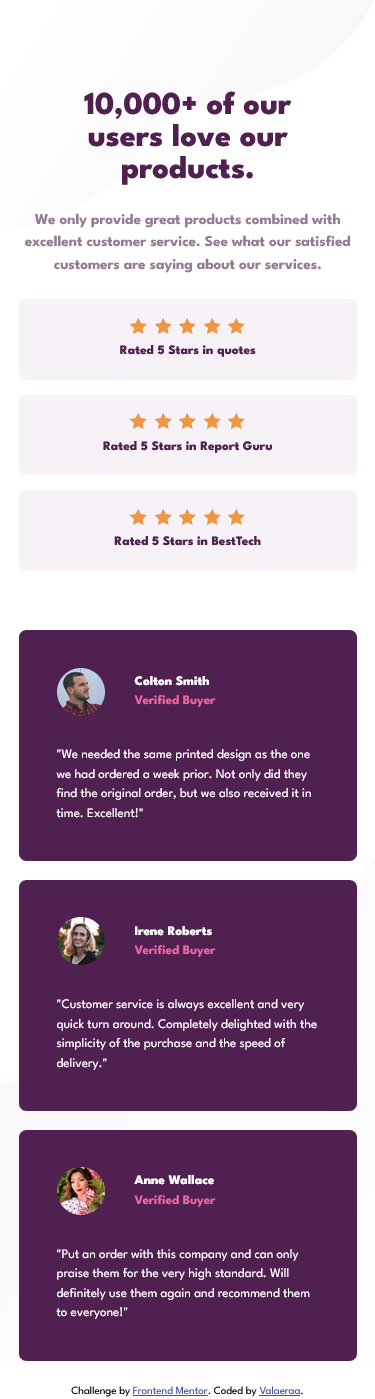 10,000+ of our
users love our
products.
We only provide great products combined with
excellent customer service. See what our satisfied
customers are saying about our services.
Rated 5 Stars in quotes
Rated 5 Stars in Report Guru
Rated 5 Stars in BestTech
Colton Smith
Verified Buyer
"We needed the same printed design as the one
we had ordered a week prior. Not only did they
find the original order, but we also received it in
time. Excellent!"
Irene Roberts
Verified Buyer
"Customer service is always excellent and very
quick turn around. Completely delighted with the
simplicity of the purchase and the speed of
delivery."
Anne Wallace
Verified Buyer
"Put an order with this company and can only
praise them for the very high standard. Will
definitely use them again and recommend them
to everyone!"
Challenge by Frontend Mentor. Coded by Valaeraa.